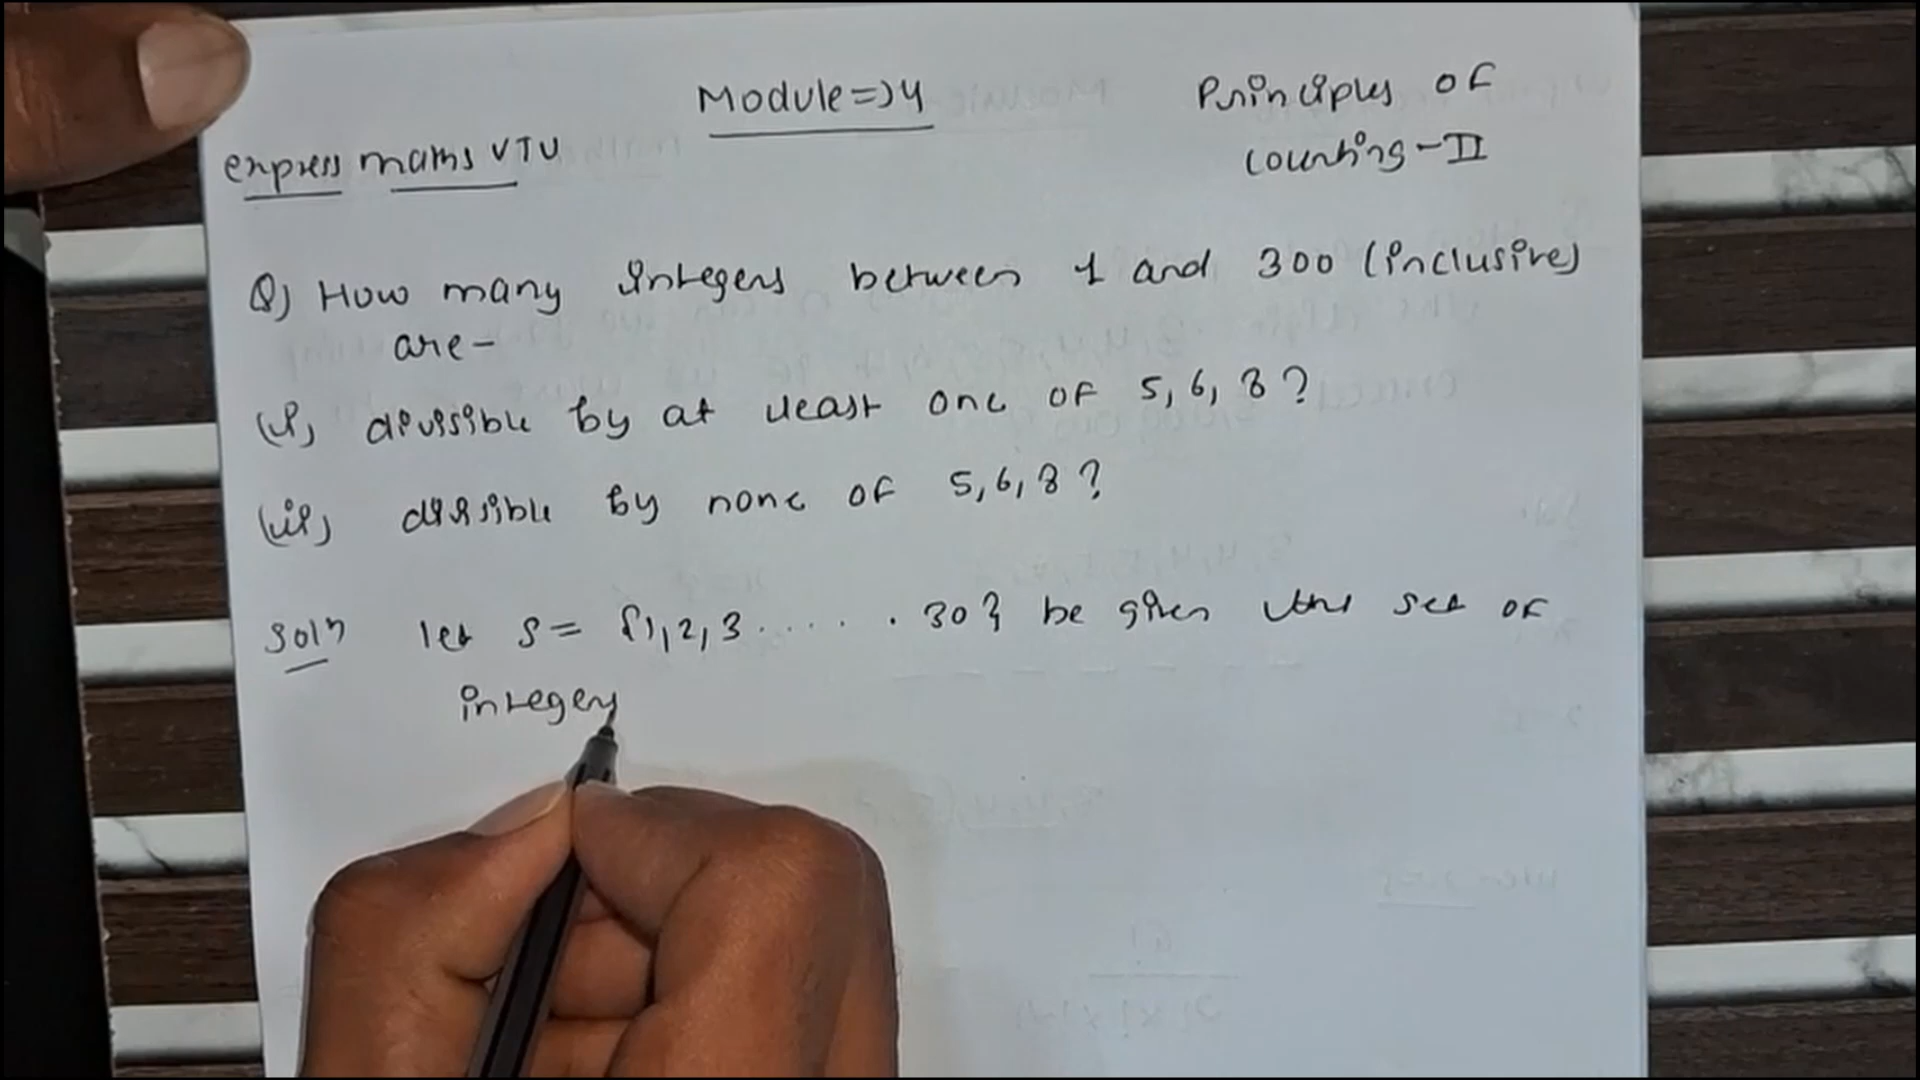 Module => 4
Principles of
counting - II
express maths VTU
Q) How many integers between 1 and 300 (inclusive)
are -
(i) divisible by at least one of 5, 6, 8 ?
(ii) divisible by none of 5, 6, 8 ?
Soln let S = {1, 2, 3 ...... 30} be given the set of
integers